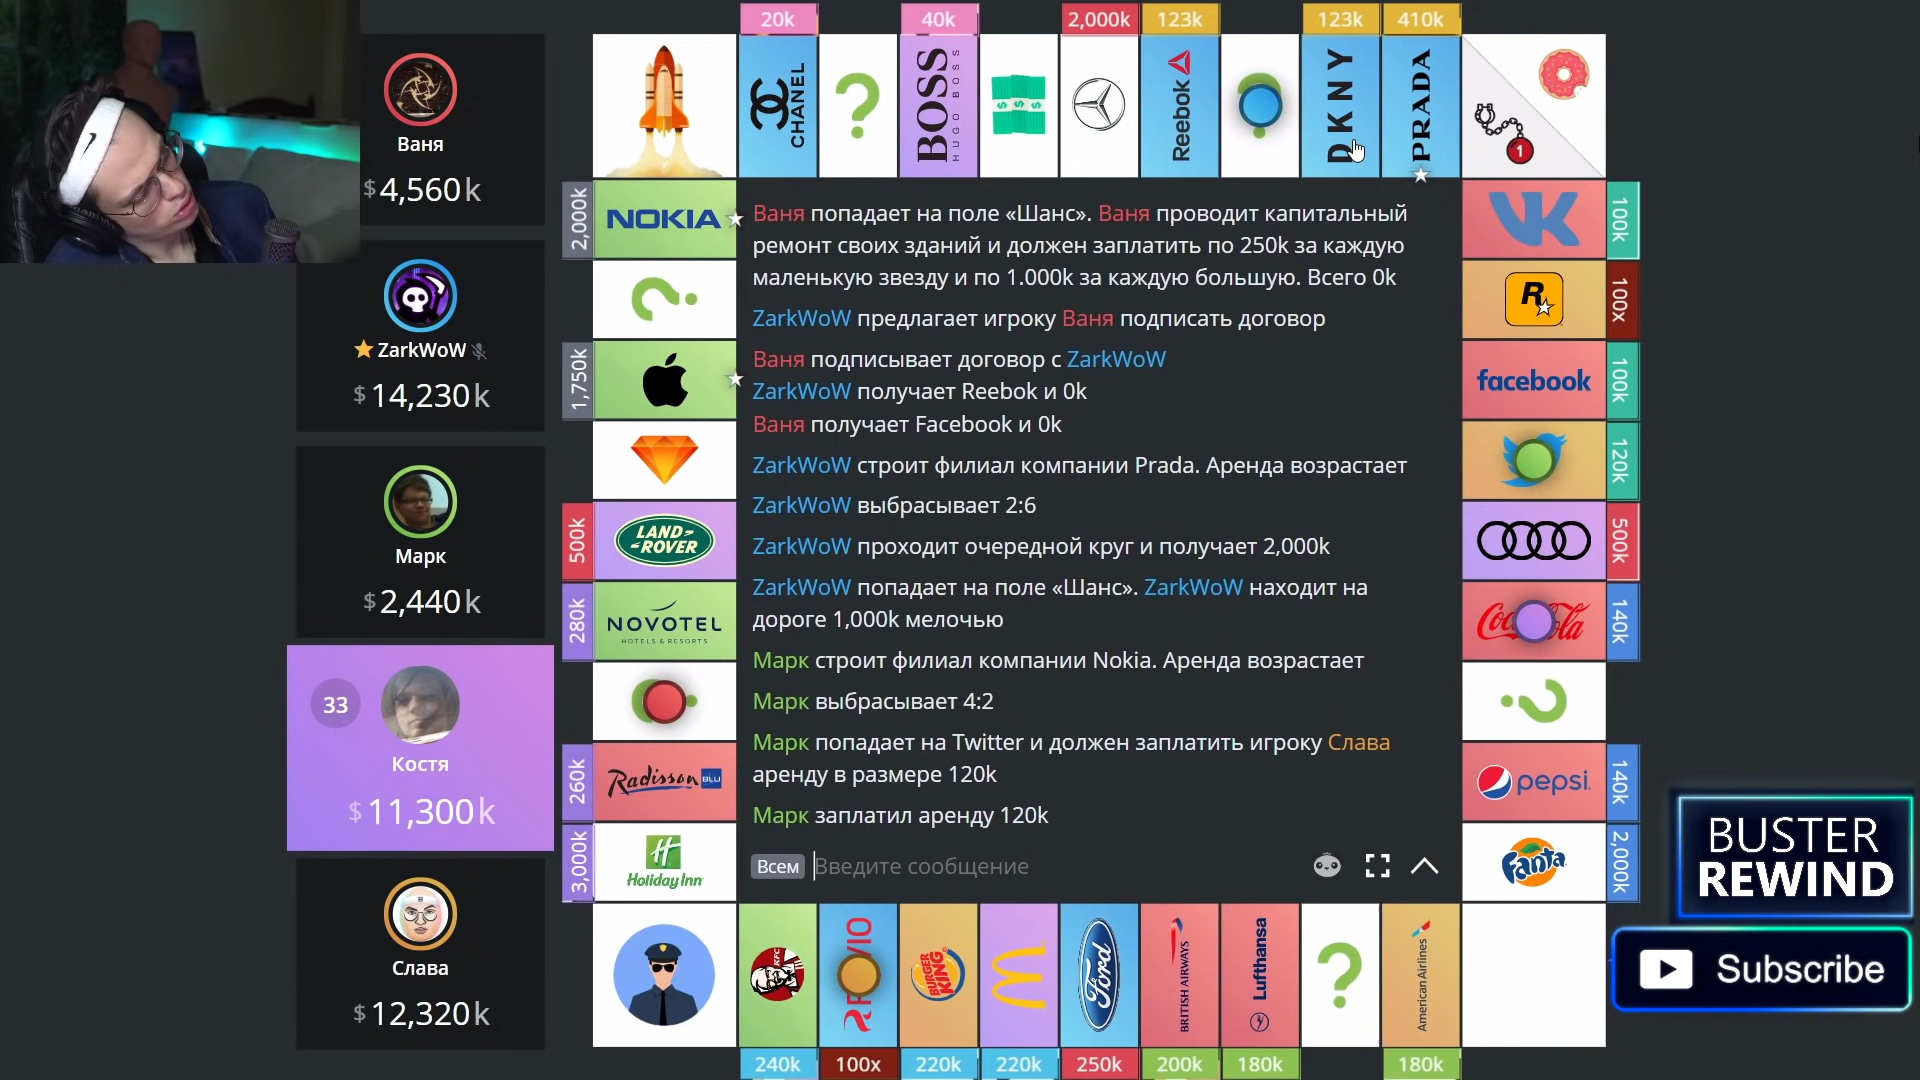 20k
40k
2,000k
123k
123k
410k
CHANEL
?
BOSS
HUGO BOSS
Reebok
DKNY
PRADA
1
Ваня
$ 4,560k
ZarkWoW
$ 14,230k
Марк
$ 2,440k
33
Костя
$ 11,300k
Слава
$ 12,320k
2,000k
NOKIA
?
1,750k
500k
LAND-
-ROVER
280k
NOVOTEL
HOTELS & RESORTS
260k
Radisson BLU
3,000k
H
Holiday Inn
Ваня попадает на поле «Шанс». Ваня проводит капитальный
ремонт своих зданий и должен заплатить по 250k за каждую
маленькую звезду и по 1.000k за каждую большую. Всего 0k
ZarkWoW предлагает игроку Ваня подписать договор
Ваня подписывает договор с ZarkWoW
ZarkWoW получает Reebok и 0k
Ваня получает Facebook и 0k
ZarkWoW строит филиал компании Prada. Аренда возрастает
ZarkWoW выбрасывает 2:6
ZarkWoW проходит очередной круг и получает 2,000k
ZarkWoW попадает на поле «Шанс». ZarkWoW находит на
дороге 1,000k мелочью
Марк строит филиал компании Nokia. Аренда возрастает
Марк выбрасывает 4:2
Марк попадает на Twitter и должен заплатить игроку Слава
аренду в размере 120k
Марк заплатил аренду 120k
Всем Введите сообщение
VK
100k
R
100x
facebook
100k
120k
500k
Coca-Cola
140k
?
pepsi
140k
Fanta
2,000k
KFC
BURGER
KING
Ford
BRITISH AIRWAYS
Lufthansa
?
American Airlines
240k
100x
220k
220k
250k
200k
180k
180k
BUSTER
REWIND
Subscribe